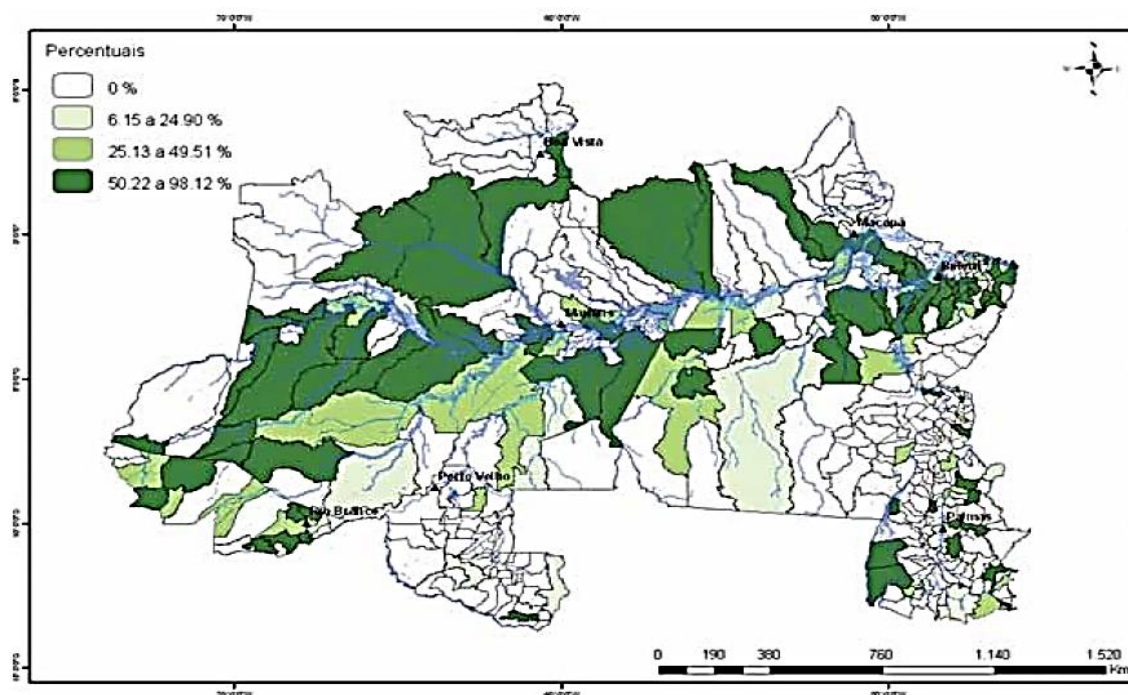 Percentuais
0 %
6.15 a 24.90 %
25.13 a 49.51 %
50.22 a 98.12 %
Boa Vista
Macapá
Belém
Manaus
Porto Velho
Rio Branco
Palmas
0 190 380 760 1.140 1.520
Km